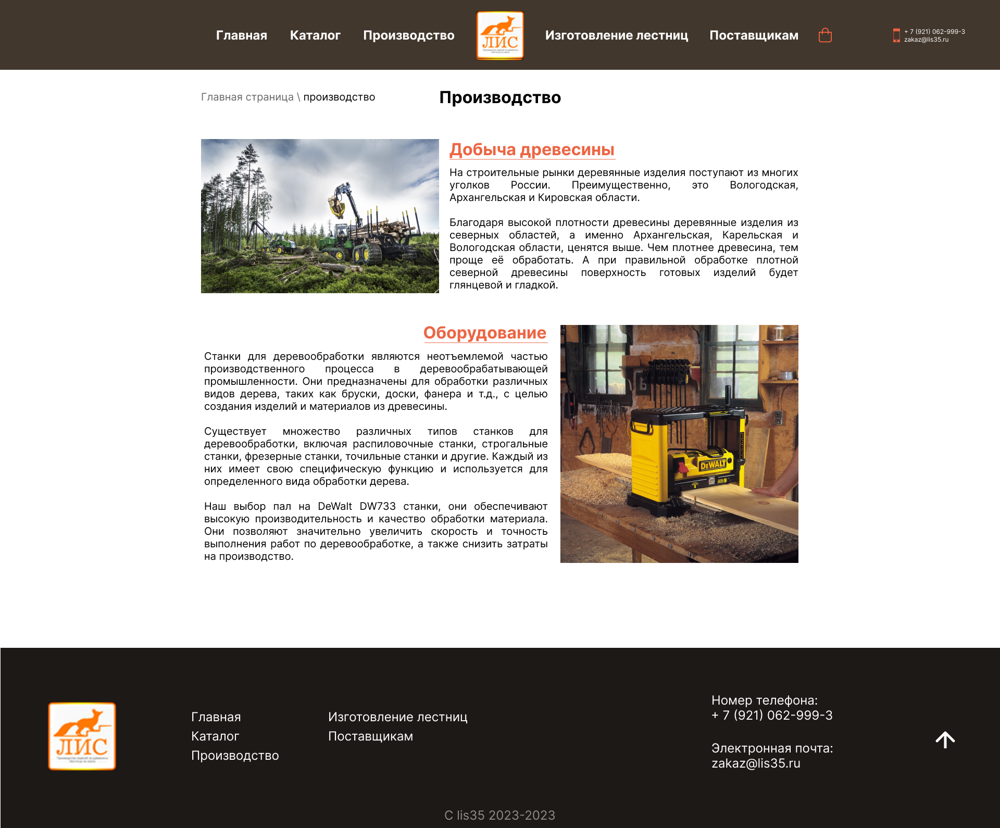 Главная Каталог Производство ЛИС Изготовление лестниц Поставщикам
+ 7 (921) 062-999-3
zakaz@lis35.ru
Главная страница \ производство
Производство
Добыча древесины
На строительные рынки деревянные изделия поступают из многих
уголков России. Преимущественно, это Вологодская,
Архангельская и Кировская области.
Благодаря высокой плотности древесины деревянные изделия из
северных областей, а именно Архангельская, Карельская и
Вологодская области, ценятся выше. Чем плотнее древесина, тем
проще её обработать. А при правильной обработке плотной
северной древесины поверхность готовых изделий будет
глянцевой и гладкой.
Оборудование
Станки для деревообработки являются неотъемлемой частью
производственного процесса в деревообрабатывающей
промышленности. Они предназначены для обработки различных
видов дерева, таких как бруски, доски, фанера и т.д., с целью
создания изделий и материалов из древесины.
Существует множество различных типов станков для
деревообработки, включая распиловочные станки, строгальные
станки, фрезерные станки, точильные станки и другие. Каждый из
них имеет свою специфическую функцию и используется для
определенного вида обработки дерева.
Наш выбор пал на DeWalt DW733 станки, они обеспечивают
высокую производительность и качество обработки материала.
Они позволяют значительно увеличить скорость и точность
выполнения работ по деревообработке, а также снизить затраты
на производство.
DEWALT
ЛИС
Главная
Каталог
Производство
Изготовление лестниц
Поставщикам
Номер телефона:
+ 7 (921) 062-999-3
Электронная почта:
zakaz@lis35.ru
С lis35 2023-2023